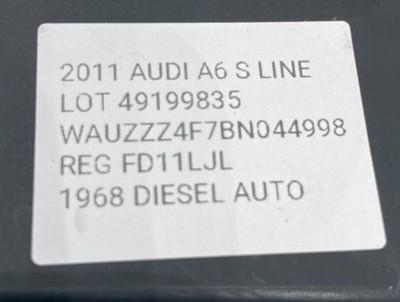 2011 AUDI A6 S LINE
LOT 49199835
WAUZZZ4F7BN044998
REG FD11LJL
1968 DIESEL AUTO